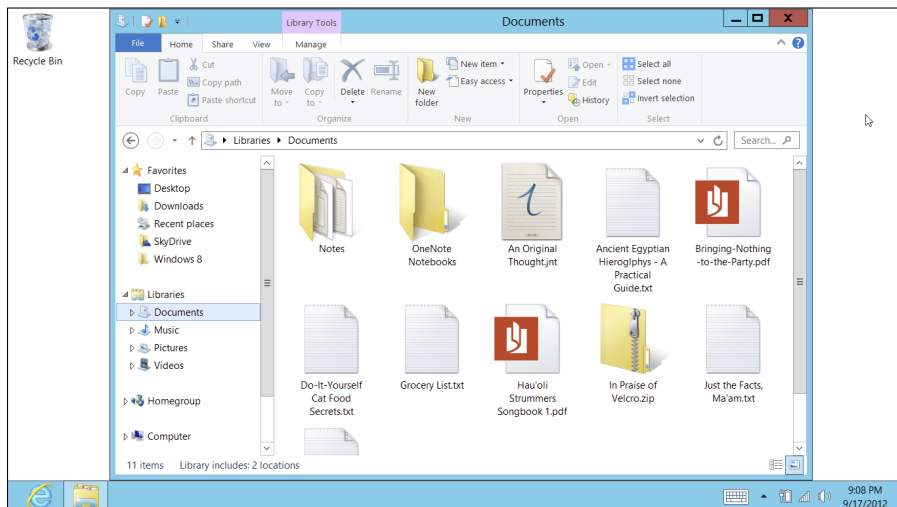 Recycle Bin
Library Tools
Documents
File Home Share View Manage
Copy
Paste
Cut
Copy path
Paste shortcut
Clipboard
Move to
Copy to
Delete
Rename
Organize
New folder
New item
Easy access
New
Properties
Open
Edit
History
Open
Select all
Select none
Invert selection
Select
Libraries Documents
Search...
Favorites
Desktop
Downloads
Recent places
SkyDrive
Windows 8
Libraries
Documents
Music
Pictures
Videos
Homegroup
Computer
Notes
OneNote
Notebooks
An Original
Thought.jnt
Ancient Egyptian
Hieroglphys - A
Practical
Guide.txt
Bringing-Nothing
-to-the-Party.pdf
Do-It-Yourself
Cat Food
Secrets.txt
Grocery List.txt
Hau'oli
Strummers
Songbook 1.pdf
In Praise of
Velcro.zip
Just the Facts,
Ma'am.txt
11 items Library includes: 2 locations
9:08 PM
9/17/2012